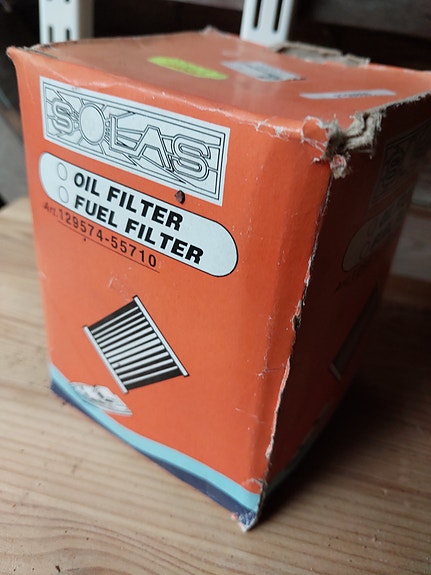 SOLAS
OIL FILTER
FUEL FILTER
Art. 129574-55710